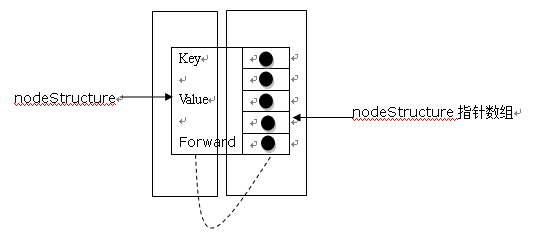 Key
nodeStructure
Value
nodeStructure 指针数组
Forward